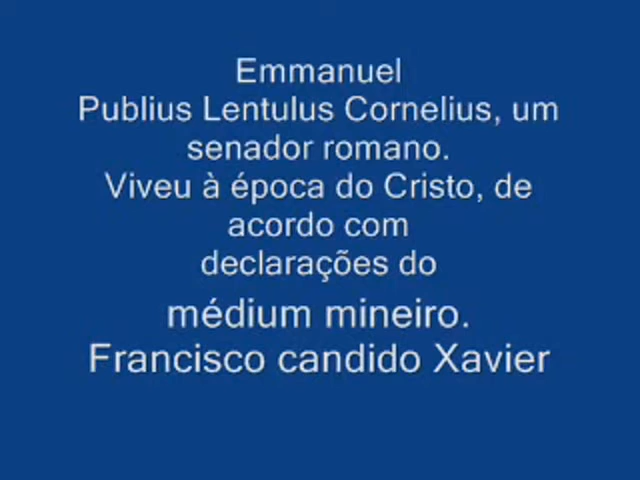 Emmanuel
Publius Lentulus Cornelius, um
senador romano.
Viveu à época do Cristo, de
acordo com
declarações do
médium mineiro.
Francisco candido Xavier